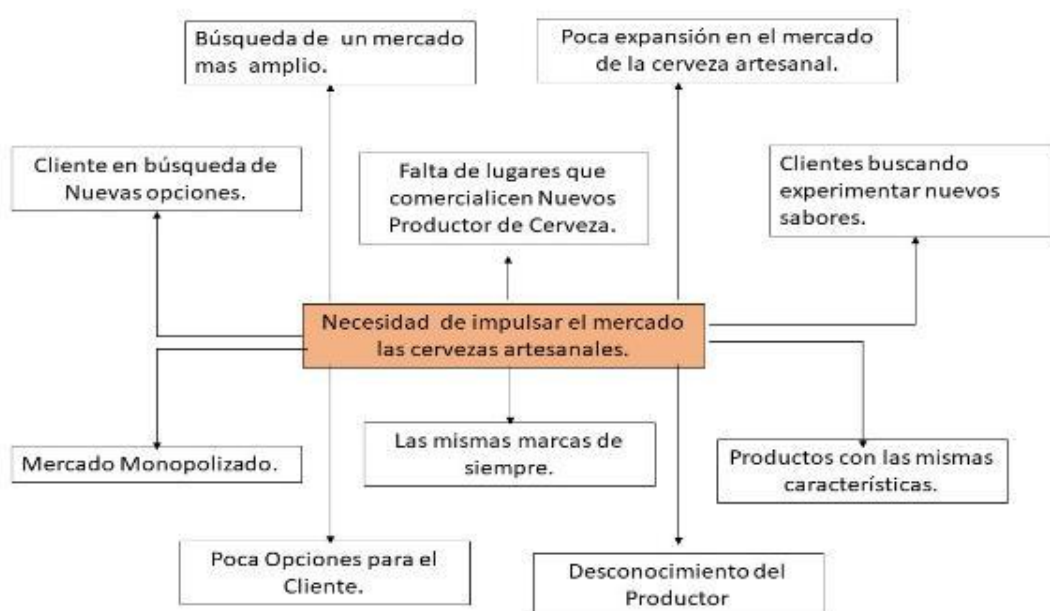 Búsqueda de un mercado
mas amplio.
Poca expansión en el mercado
de la cerveza artesanal.
Cliente en búsqueda de
Nuevas opciones.
Falta de lugares que
comercialicen Nuevos
Productor de Cerveza.
Clientes buscando
experimentar nuevos
sabores.
Necesidad de impulsar el mercado
las cervezas artesanales.
Mercado Monopolizado.
Las mismas marcas de
siempre.
Productos con las mismas
características.
Poca Opciones para el
Cliente.
Desconocimiento del
Productor